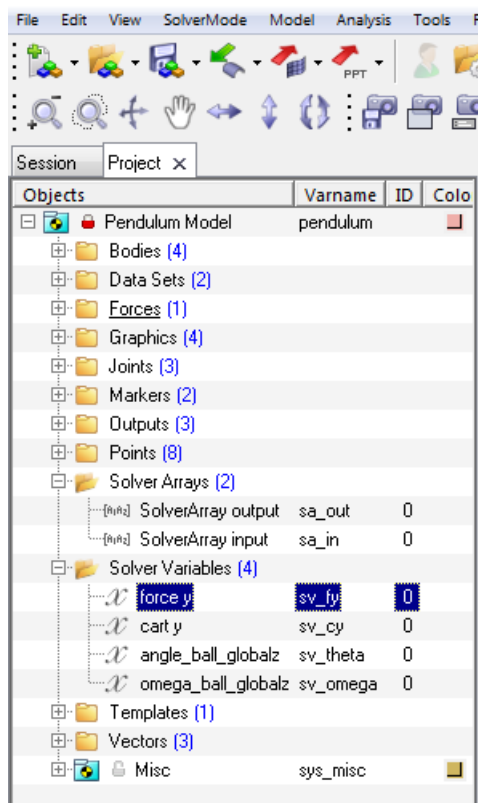 File Edit View SolverMode Model Analysis Tools
PPT
Session Project ×
Objects Varname ID Colo
Pendulum Model pendulum
Bodies (4)
Data Sets (2)
Forces (1)
Graphics (4)
Joints (3)
Markers (2)
Outputs (3)
Points (8)
Solver Arrays (2)
SolverArray output sa_out 0
SolverArray input sa_in 0
Solver Variables (4)
force y sv_fy 0
cart y sv_cy 0
angle_ball_globalz sv_theta 0
omega_ball_globalz sv_omega 0
Templates (1)
Vectors (3)
Misc sys_misc